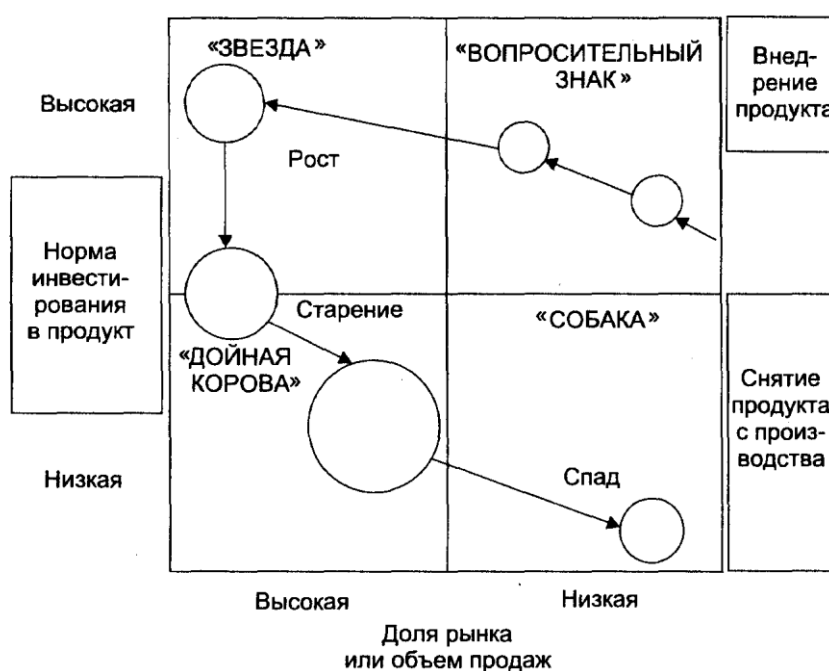 «ЗВЕЗДА»
«ВОПРОСИТЕЛЬНЫЙ
ЗНАК»
Внед-
рение
продукта
Высокая
Рост
Норма
инвести-
рования
в продукт
Старение
«СОБАКА»
«ДОЙНАЯ
КОРОВА»
Снятие
продукта
с произ-
водства
Низкая
Спад
Высокая
Низкая
Доля рынка
или объем продаж